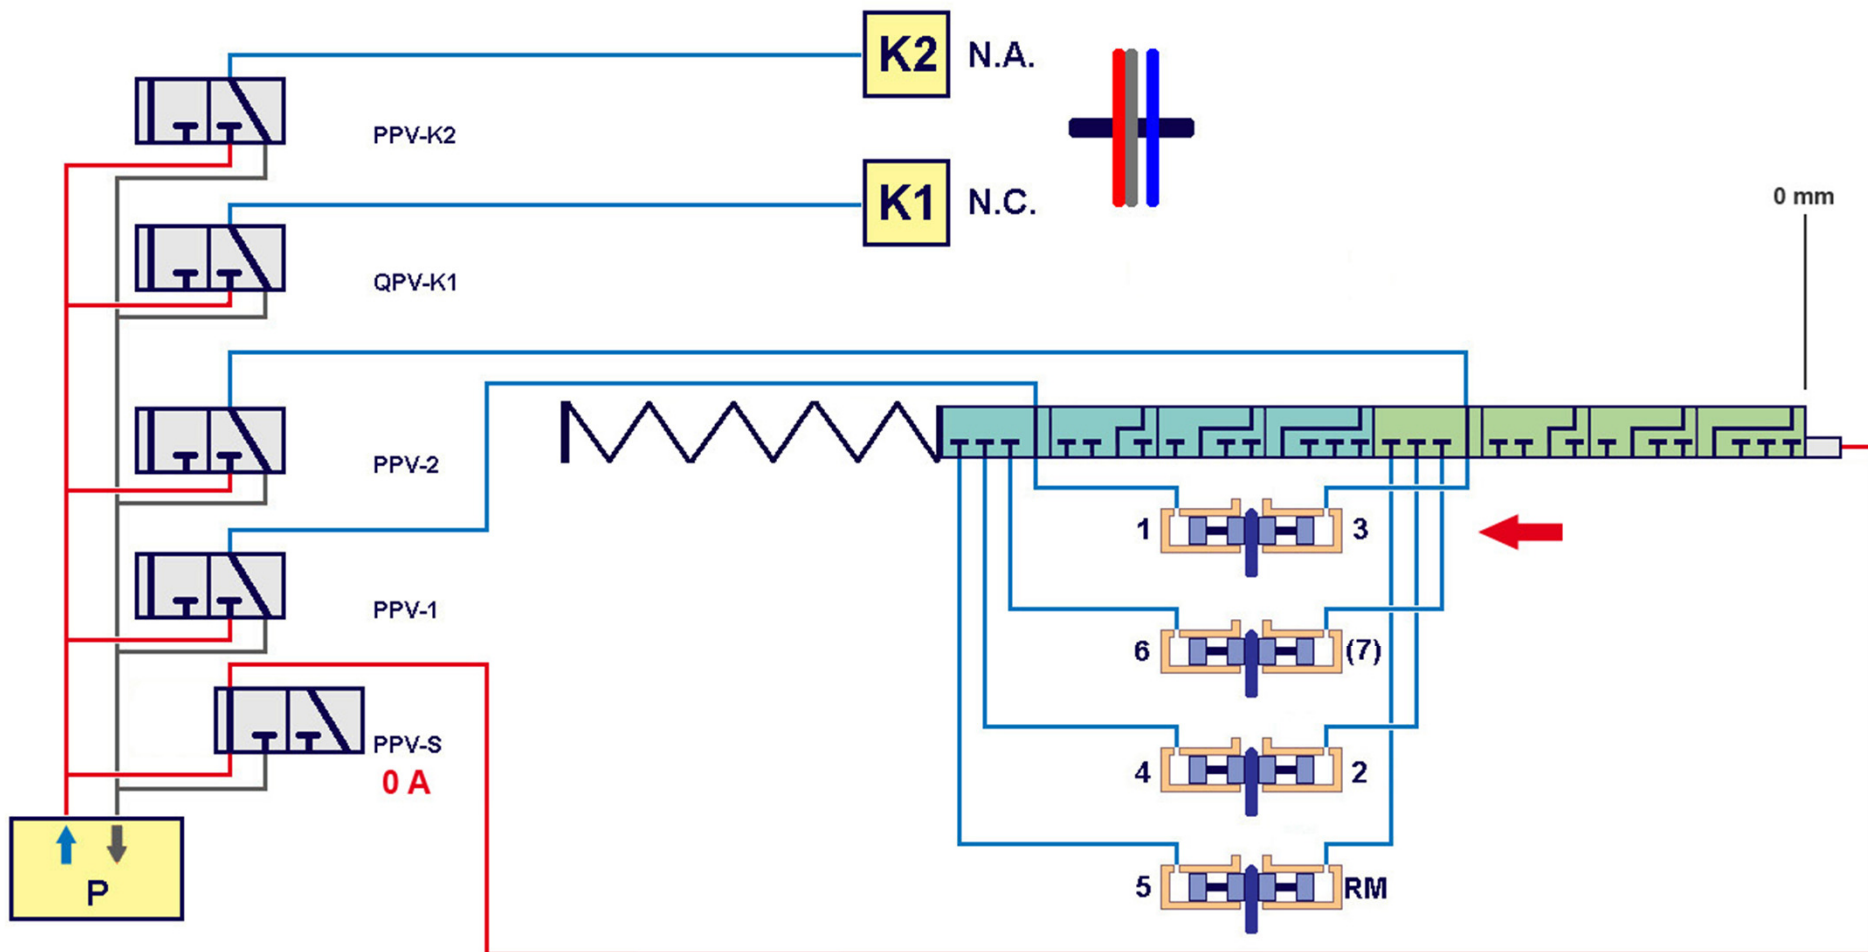 K2 N.A.
PPV-K2
K1 N.C.
0 mm
QPV-K1
PPV-2
1 3
PPV-1
6 (7)
PPV-S
0 A
4 2
P
5 RM